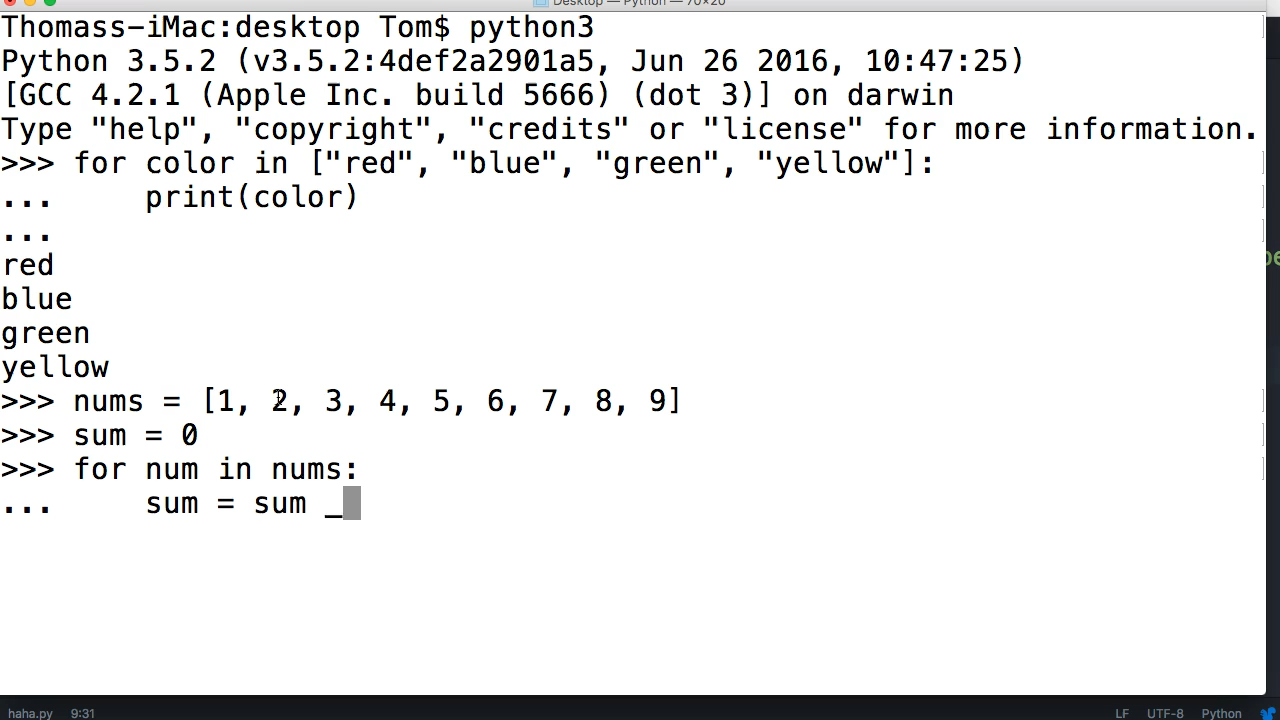 Desktop — Python — 70×20
Thomass-iMac:desktop Tom$ python3
Python 3.5.2 (v3.5.2:4def2a2901a5, Jun 26 2016, 10:47:25)
[GCC 4.2.1 (Apple Inc. build 5666) (dot 3)] on darwin
Type "help", "copyright", "credits" or "license" for more information.
>>> for color in ["red", "blue", "green", "yellow"]:
...     print(color)
...
red
blue
green
yellow
>>> nums = [1, 2, 3, 4, 5, 6, 7, 8, 9]
>>> sum = 0
>>> for num in nums:
...     sum = sum _
haha.py 9:31 LF UTF-8 Python